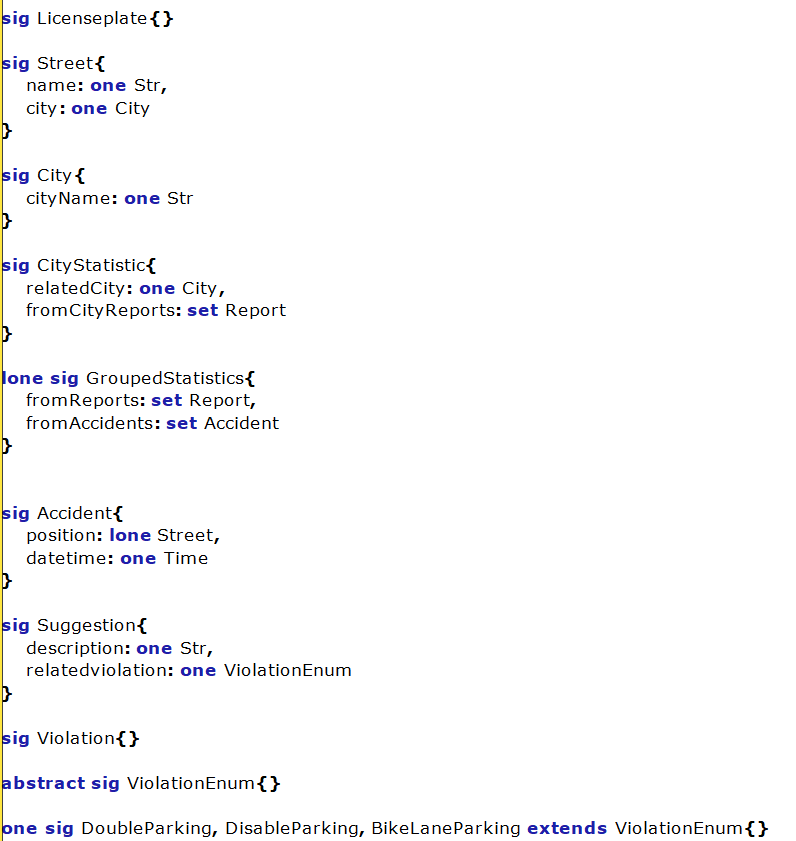 sig Licenseplate{}
sig Street{
name: one Str,
city: one City
}
sig City{
cityName: one Str
}
sig CityStatistic{
relatedCity: one City,
fromCityReports: set Report
}
lone sig GroupedStatistics{
fromReports: set Report,
fromAccidents: set Accident
}
sig Accident{
position: lone Street,
datetime: one Time
}
sig Suggestion{
description: one Str,
relatedviolation: one ViolationEnum
}
sig Violation{}
abstract sig ViolationEnum{}
one sig DoubleParking, DisableParking, BikeLaneParking extends ViolationEnum{}